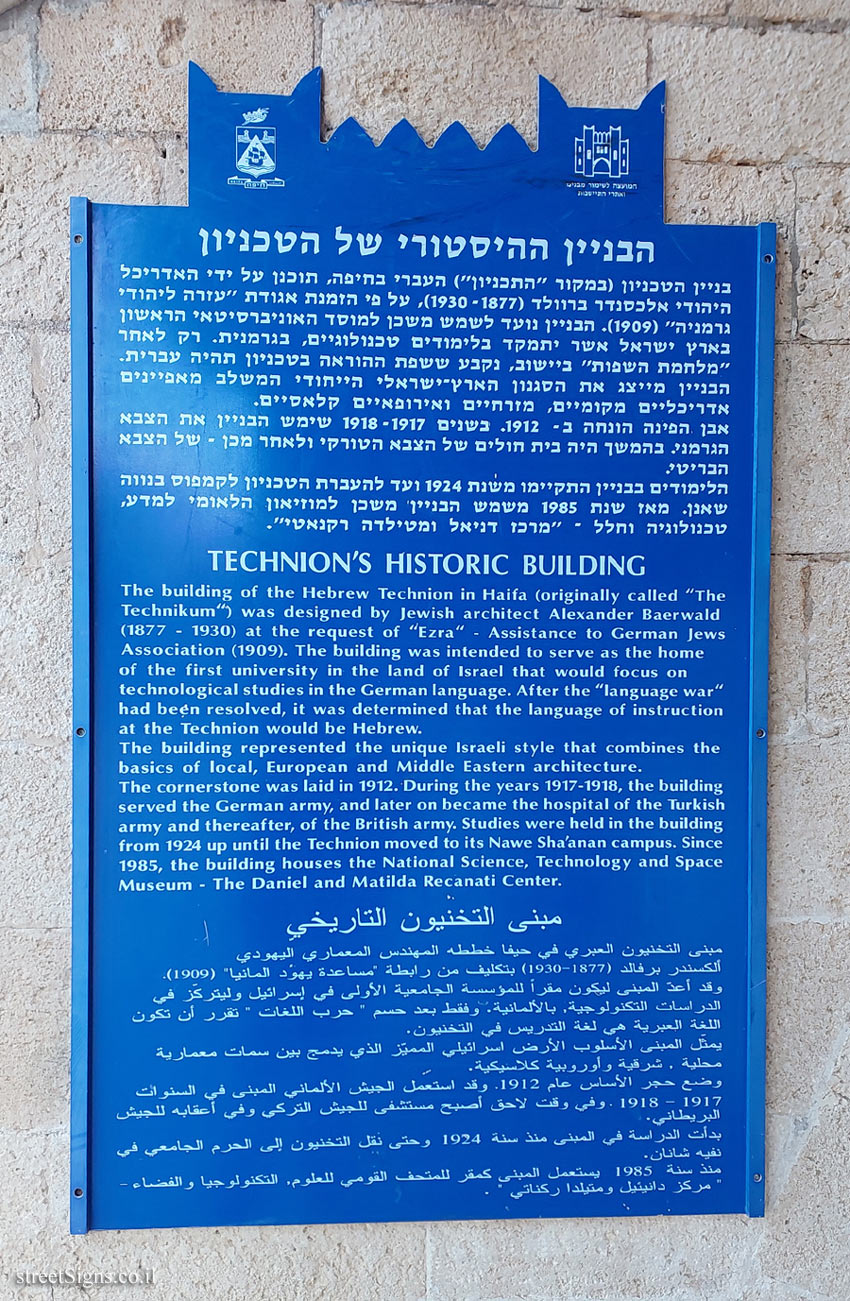 המועצה לשימור מבנים
ואתרי התיישבות
חיפה
הבניין ההיסטורי של הטכניון
בניין הטכניון (במקור "התכניון") העברי בחיפה, תוכנן על ידי האדריכל
היהודי אלכסנדר ברוולד (1877-1930), על פי הזמנת אגודת "עזרה ליהודי
גרמניה" (1909). הבניין נועד לשמש משכן למוסד האוניברסיטאי הראשון
בארץ ישראל אשר יתמקד בלימודים טכנולוגיים, בגרמנית. רק לאחר
"מלחמת השפות" ביישוב, נקבע ששפת ההוראה בטכניון תהיה עברית.
הבניין מייצג את הסגנון הארץ-ישראלי הייחודי המשלב מאפיינים
אדריכליים מקומיים, מזרחיים ואירופאיים קלאסיים.
אבן הפינה הונחה ב- 1912. בשנים 1917-1918 שימש הבניין את הצבא
הגרמני. בהמשך היה בית חולים של הצבא הטורקי ולאחר מכן - של הצבא
הבריטי.
הלימודים בבניין התקיימו משנת 1924 ועד להעברת הטכניון לקמפוס בנווה
שאנן. מאז שנת 1985 משמש הבניין משכן למוזיאון הלאומי למדע,
טכנולוגיה וחלל - "מרכז דניאל ומטילדה רקנאטי".
TECHNION'S HISTORIC BUILDING
The building of the Hebrew Technion in Haifa (originally called "The
Technikum") was designed by Jewish architect Alexander Baerwald
(1877 - 1930) at the request of "Ezra" - Assistance to German Jews
Association (1909). The building was intended to serve as the home
of the first university in the land of Israel that would focus on
technological studies in the German language. After the "language war"
had been resolved, it was determined that the language of instruction
at the Technion would be Hebrew.
The building represented the unique Israeli style that combines the
basics of local, European and Middle Eastern architecture.
The cornerstone was laid in 1912. During the years 1917-1918, the building
served the German army, and later on became the hospital of the Turkish
army and thereafter, of the British army. Studies were held in the building
from 1924 up until the Technion moved to its Nawe Sha'anan campus. Since
1985, the building houses the National Science, Technology and Space
Museum - The Daniel and Matilda Recanati Center.
مبنى التخنيون التاريخي
مبنى التخنيون العبري في حيفا خططه المهندس المعماري اليهودي
ألكسندر برفالد (1877-1930) بتكليف من رابطة "مساعدة يهود المانيا" (1909).
وقد أعدّ المبنى ليكون مقراً للمؤسسة الجامعية الأولى في إسرائيل وليتركّز في
الدراسات التكنولوجية, بالألمانية. وفقط بعد حسم " حرب اللغات " تقرر أن تكون
اللغة العبرية هي لغة التدريس في التخنيون.
يمثّل المبنى الأسلوب الأرض اسرائيلي المميّز الذي يدمج بين سمات معمارية
محلية , شرقية وأوروبية كلاسيكية.
وضع حجر الأساس عام 1912. وقد استعمل الجيش الألماني المبنى في السنوات
1917 - 1918 .وفي وقت لاحق أصبح مستشفى للجيش التركي وفي أعقابه للجيش
البريطاني.
بدأت الدراسة في المبنى منذ سنة 1924 وحتى نقل التخنيون إلى الحرم الجامعي في
نفيه شانان.
منذ سنة 1985 يستعمل المبنى كمقر للمتحف القومي للعلوم, التكنولوجيا والفضاء -
" مركز دانيئيل ومتيلدا ركناتي " .
streetSigns.co.il